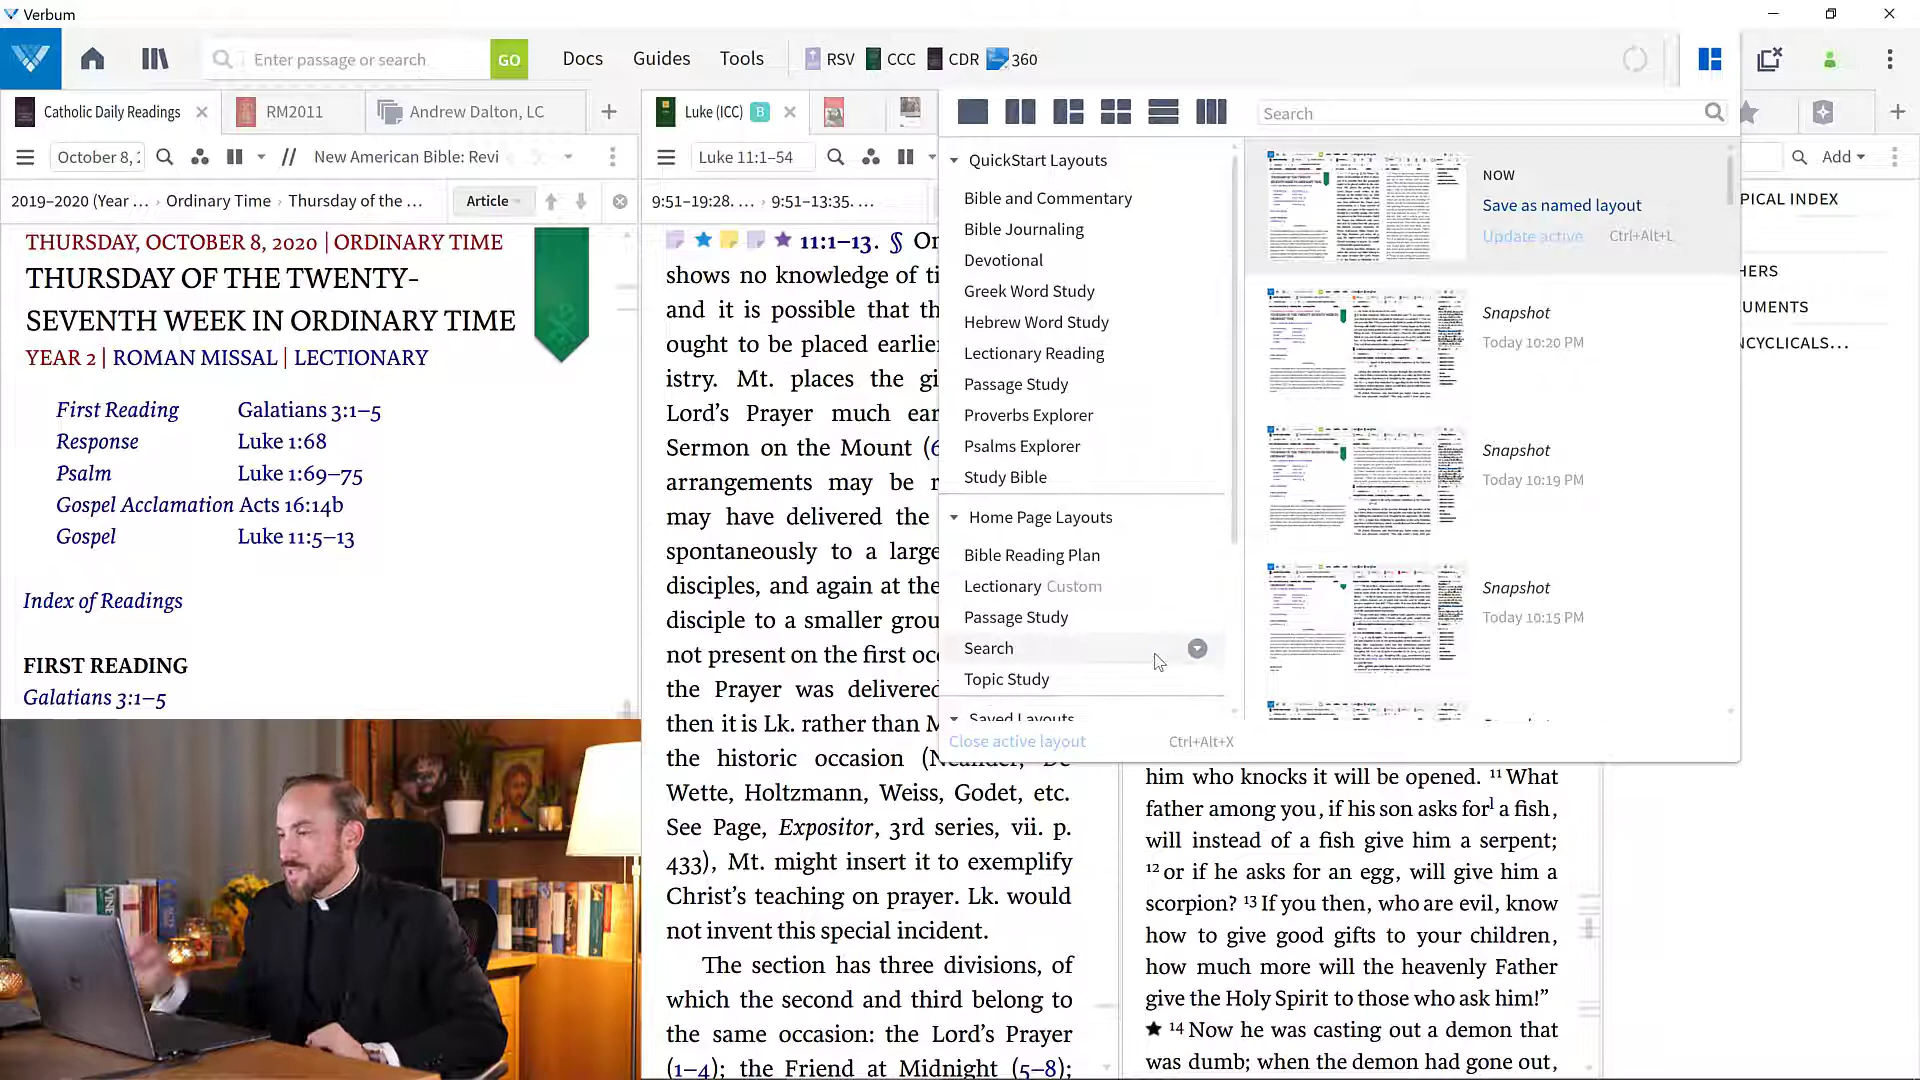 Verbum
Enter passage or search
GO
Docs
Guides
Tools
RSV
CCC
CDR
360
Catholic Daily Readings
RM2011
Andrew Dalton, LC
Luke (ICC)
B
Search
October 8, 
New American Bible: Revi
Luke 11:1–54
Add
2019–2020 (Year …
Ordinary Time
Thursday of the …
Article
9:51–19:28. …
9:51–13:35. …
THURSDAY, OCTOBER 8, 2020 | ORDINARY TIME
THURSDAY OF THE TWENTY-
SEVENTH WEEK IN ORDINARY TIME
YEAR 2 | ROMAN MISSAL | LECTIONARY
First Reading Galatians 3:1–5
Response Luke 1:68
Psalm Luke 1:69–75
Gospel Acclamation Acts 16:14b
Gospel Luke 11:5–13
Index of Readings
FIRST READING
Galatians 3:1–5
11:1–13. § On
shows no knowledge of ti
and it is possible that th
ought to be placed earlie
istry. Mt. places the gi
Lord’s Prayer much ear
Sermon on the Mount (6
arrangements may be r
may have delivered the
spontaneously to a large
disciples, and again at the
disciple to a smaller grou
not present on the first oc
the Prayer was delivered
then it is Lk. rather than M
the historic occasion (Neander, De
Wette, Holtzmann, Weiss, Godet, etc.
See Page, Expositor, 3rd series, vii. p.
433), Mt. might insert it to exemplify
Christ’s teaching on prayer. Lk. would
not invent this special incident.
The section has three divisions, of
which the second and third belong to
the same occasion: the Lord’s Prayer
(1–4); the Friend at Midnight (5–8);
QuickStart Layouts
Bible and Commentary
Bible Journaling
Devotional
Greek Word Study
Hebrew Word Study
Lectionary Reading
Passage Study
Proverbs Explorer
Psalms Explorer
Study Bible
Home Page Layouts
Bible Reading Plan
Lectionary Custom
Passage Study
Search
Topic Study
Saved Layouts
Close active layout Ctrl+Alt+X
NOW
Save as named layout
Update active Ctrl+Alt+L
Snapshot
Today 10:20 PM
Snapshot
Today 10:19 PM
Snapshot
Today 10:15 PM
PICAL INDEX
HERS
UMENTS
NCYCLICALS…
him who knocks it will be opened. 11 What
father among you, if his son asks for l a fish,
will instead of a fish give him a serpent;
12 or if he asks for an egg, will give him a
scorpion? 13 If you then, who are evil, know
how to give good gifts to your children,
how much more will the heavenly Father
give the Holy Spirit to those who ask him!”
★ 14 Now he was casting out a demon that
was dumb; when the demon had gone out,